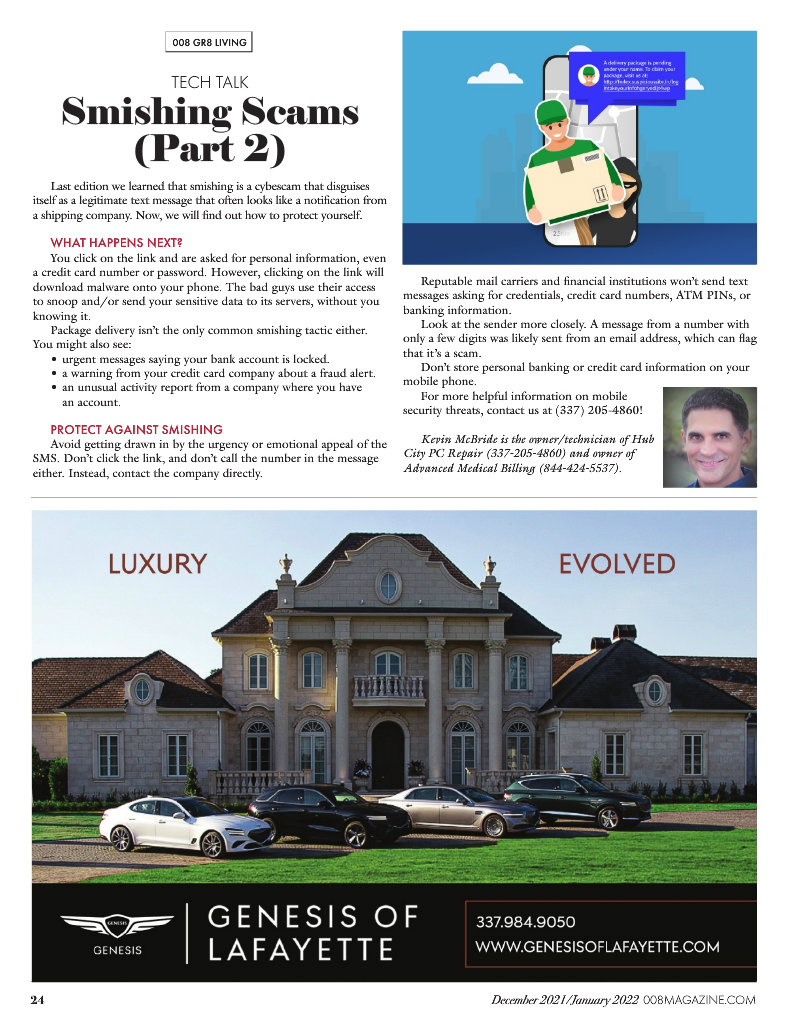 008 GR8 LIVING
TECH TALK
Smishing Scams
(Part 2)
Last edition we learned that smishing is a cybescam that disguises
itself as a legitimate text message that often looks like a notification from
a shipping company. Now, we will find out how to protect yourself.
WHAT HAPPENS NEXT?
You click on the link and are asked for personal information, even
a credit card number or password. However, clicking on the link will
download malware onto your phone. The bad guys use their access
to snoop and/or send your sensitive data to its servers, without you
knowing it.
Package delivery isn't the only common smishing tactic either.
You might also see:
• urgent messages saying your bank account is locked.
• a warning from your credit card company about a fraud alert.
• an unusual activity report from a company where you have
an account.
PROTECT AGAINST SMISHING
Avoid getting drawn in by the urgency or emotional appeal of the
SMS. Don't click the link, and don't call the number in the message
either. Instead, contact the company directly.
A delivery package is pending
under your name. To claim your
package, visit us at:
Reputable mail carriers and financial institutions won't send text
messages asking for credentials, credit card numbers, ATM PINs, or
banking information.
Look at the sender more closely. A message from a number with
only a few digits was likely sent from an email address, which can flag
that it's a scam.
Don't store personal banking or credit card information on your
mobile phone.
For more helpful information on mobile
security threats, contact us at (337) 205-4860!
Kevin McBride is the owner/technician of Hub
City PC Repair (337-205-4860) and owner of
Advanced Medical Billing (844-424-5537).
LUXURY EVOLVED
GENESIS
GENESIS
GENESIS OF
LAFAYETTE
337.984.9050
WWW.GENESISOFLAFAYETTE.COM
24
December 2021/January 2022 008MAGAZINE.COM